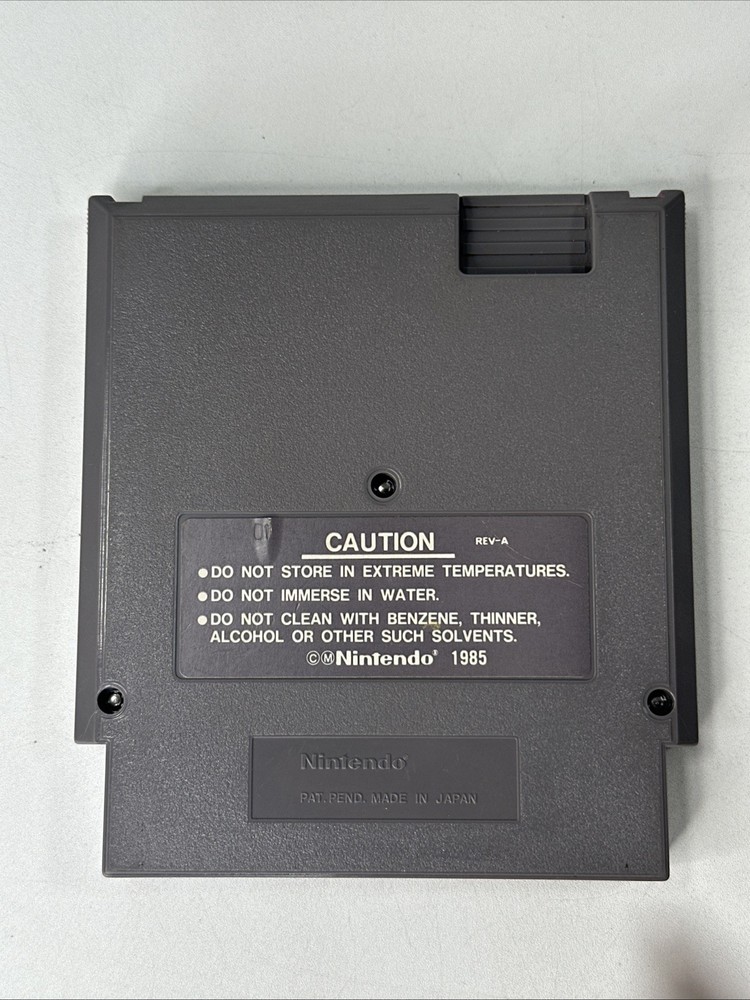 CAUTION REV-A
●DO NOT STORE IN EXTREME TEMPERATURES.
●DO NOT IMMERSE IN WATER.
●DO NOT CLEAN WITH BENZENE, THINNER,
ALCOHOL OR OTHER SUCH SOLVENTS.
©ⓂNintendo® 1985
Nintendo®
PAT. PEND. MADE IN JAPAN